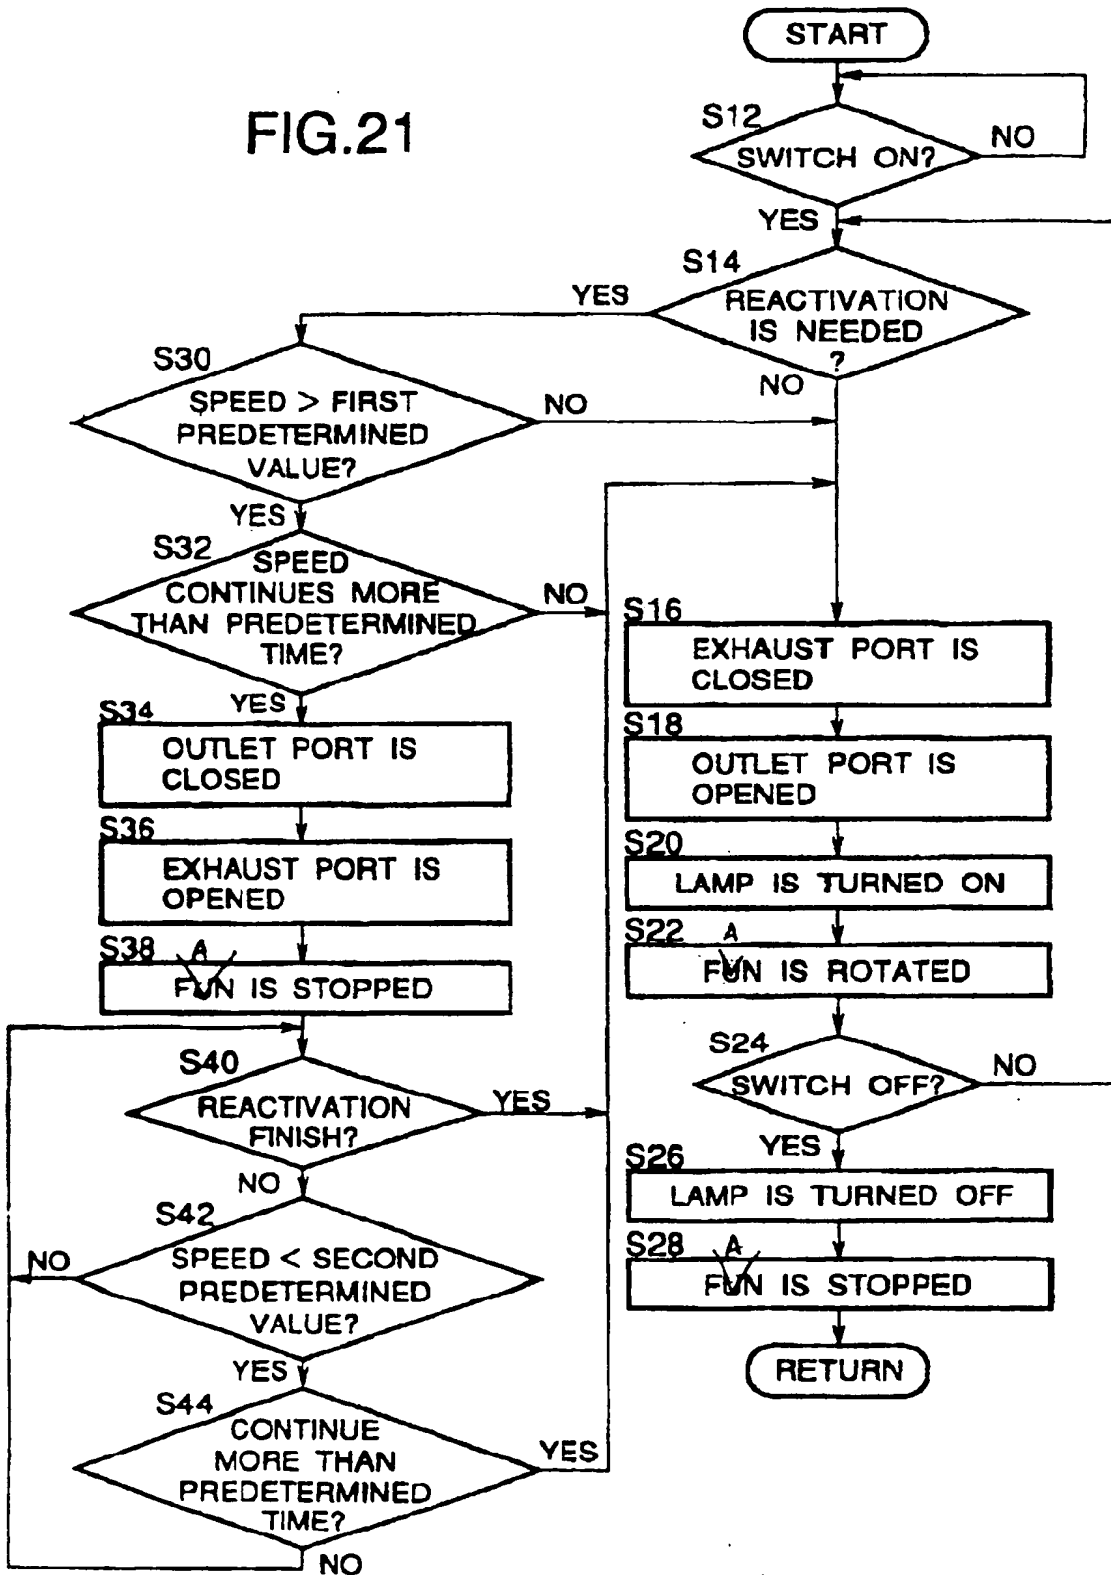 FIG.21
START
S12
SWITCH ON?
NO
YES
S14
REACTIVATION
IS NEEDED
?
YES
NO
S30
SPEED > FIRST
PREDETERMINED
VALUE?
NO
YES
S32
SPEED
CONTINUES MORE
THAN PREDETERMINED
TIME?
NO
YES
S34
OUTLET PORT IS
CLOSED
S36
EXHAUST PORT IS
OPENED
S38
A
FUN IS STOPPED
S40
REACTIVATION
FINISH?
YES
NO
S42
SPEED < SECOND
PREDETERMINED
VALUE?
NO
YES
S44
CONTINUE
MORE THAN
PREDETERMINED
TIME?
YES
NO
S16
EXHAUST PORT IS
CLOSED
S18
OUTLET PORT IS
OPENED
S20
LAMP IS TURNED ON
S22
A
FUN IS ROTATED
S24
SWITCH OFF?
NO
YES
S26
LAMP IS TURNED OFF
S28
A
FUN IS STOPPED
RETURN